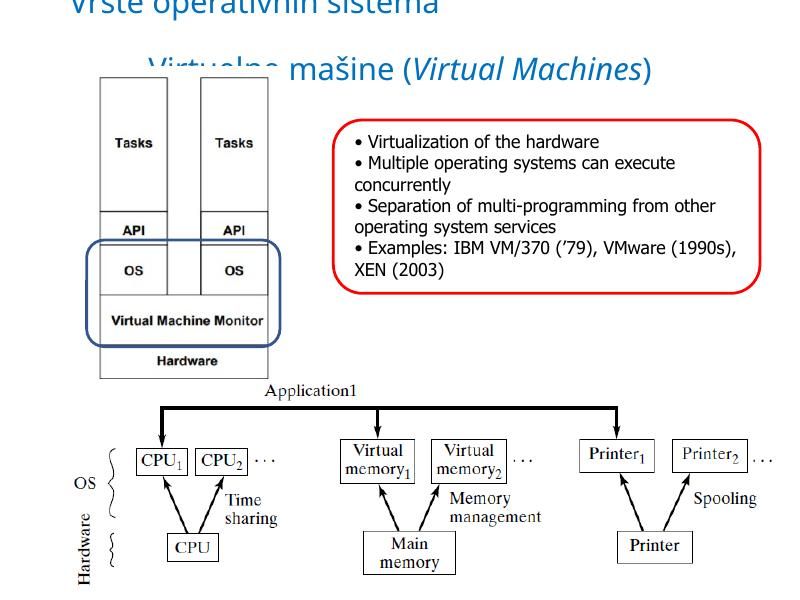 Vrste operativnih sistema
Virtuelne mašine (Virtual Machines)
Tasks Tasks
API API
OS OS
Virtual Machine Monitor
Hardware
• Virtualization of the hardware
• Multiple operating systems can execute
concurrently
• Separation of multi-programming from other
operating system services
• Examples: IBM VM/370 (’79), VMware (1990s),
XEN (2003)
Application1
OS
CPU1 CPU2 ...
Time
sharing
Hardware
CPU
Virtual
memory1
Virtual
memory2
...
Memory
management
Main
memory
Printer1 Printer2 ...
Spooling
Printer